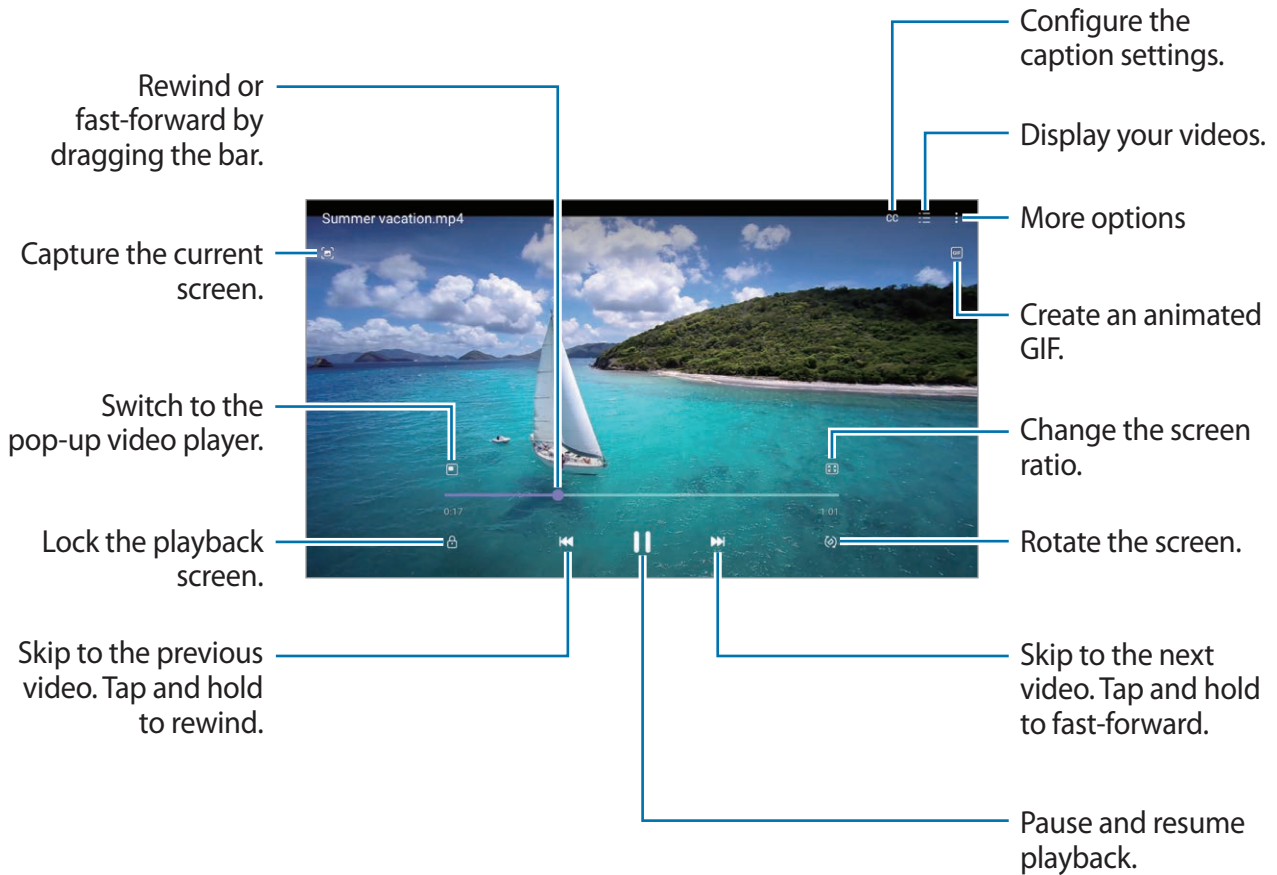 Configure the
caption settings.
Rewind or
fast-forward by
dragging the bar.
Display your videos.
Summer vacation.mp4
CC
More options
Capture the current
screen.
GIF
Create an animated
GIF.
Switch to the
pop-up video player.
Change the screen
ratio.
0:17
1:01
Lock the playback
screen.
Rotate the screen.
Skip to the previous
video. Tap and hold
to rewind.
Skip to the next
video. Tap and hold
to fast-forward.
Pause and resume
playback.